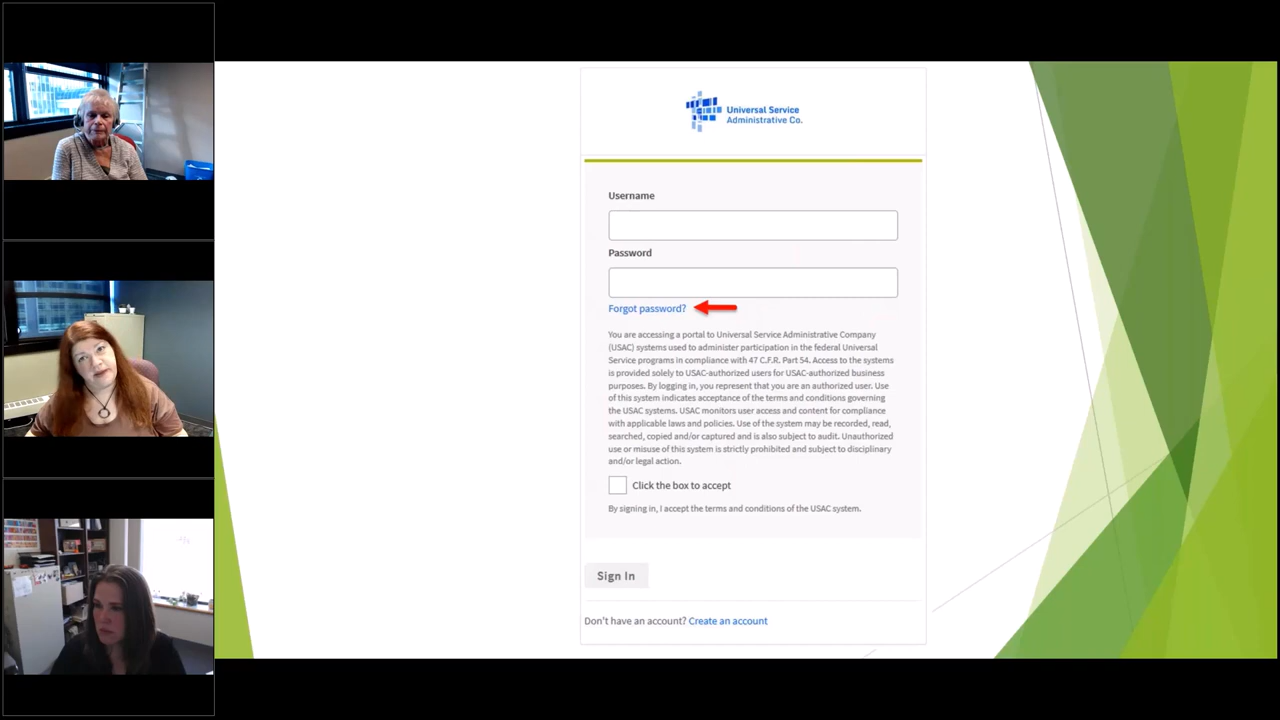 Universal Service
Administrative Co.
Username
Password
Forgot password?
You are accessing a portal to Universal Service Administrative Company
(USAC) systems used to administer participation in the federal Universal
Service programs in compliance with 47 C.F.R. Part 54. Access to the systems
is provided solely to USAC-authorized users for USAC-authorized business
purposes. By logging in, you represent that you are an authorized user. Use
of this system indicates acceptance of the terms and conditions governing
the USAC systems. USAC monitors user access and content for compliance
with applicable laws and policies. Use of the system may be recorded, read,
searched, copied and/or captured and is also subject to audit. Unauthorized
use or misuse of this system is strictly prohibited and subject to disciplinary
and/or legal action.
Click the box to accept
By signing in, I accept the terms and conditions of the USAC system.
Sign In
Don't have an account? Create an account